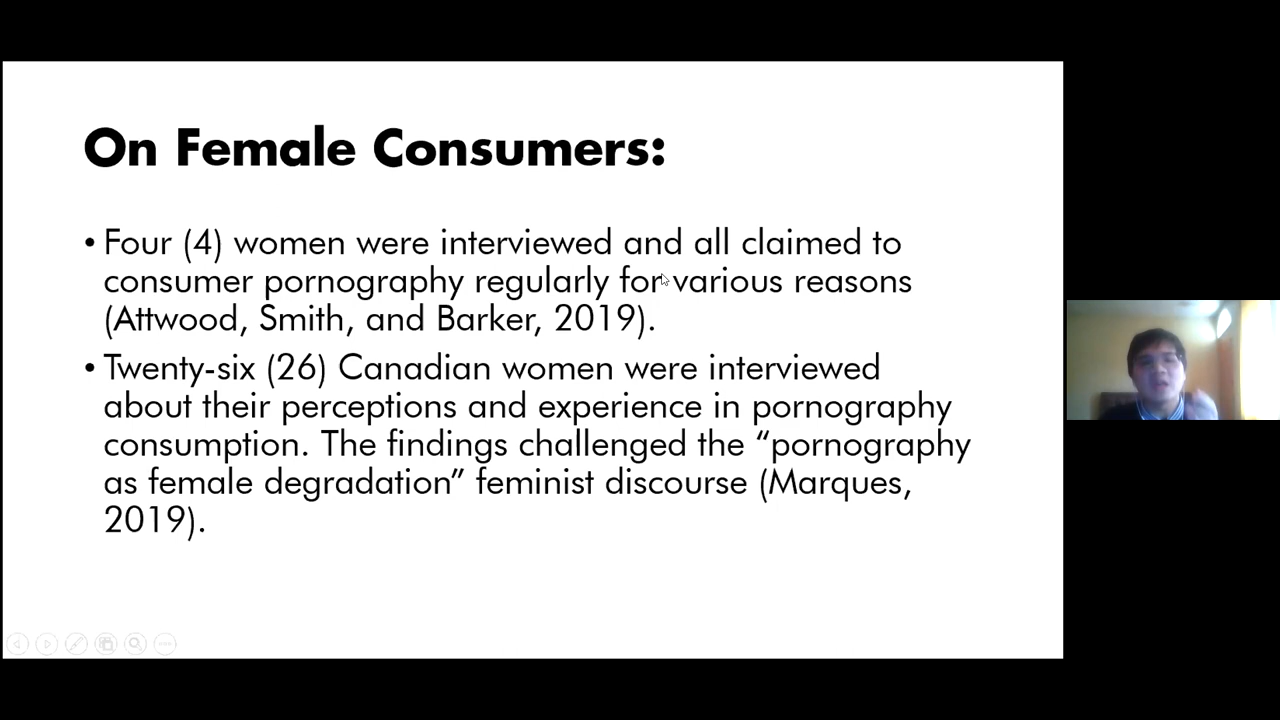 On Female Consumers:
• Four (4) women were interviewed and all claimed to
consumer pornography regularly for various reasons
(Attwood, Smith, and Barker, 2019).
• Twenty-six (26) Canadian women were interviewed
about their perceptions and experience in pornography
consumption. The findings challenged the “pornography
as female degradation” feminist discourse (Marques,
2019).